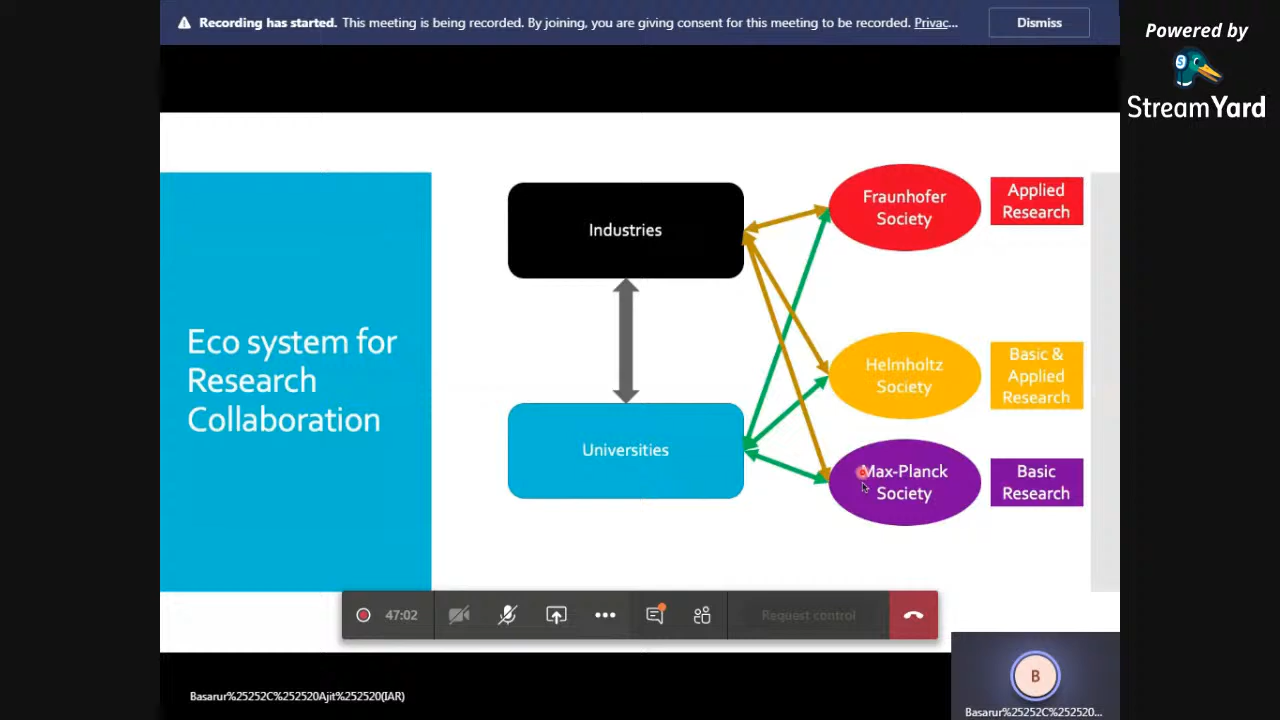 Recording has started. This meeting is being recorded. By joining, you are giving consent for this meeting to be recorded. Privac...
Dismiss
Powered by
StreamYard
Eco system for
Research
Collaboration
Industries
Universities
Fraunhofer
Society
Applied
Research
Helmholtz
Society
Basic &
Applied
Research
Max-Planck
Society
Basic
Research
47:02
Request control
B
Basarur%25252C%252520Ajit%252520(IAR)
Basarur%25252C%252520...